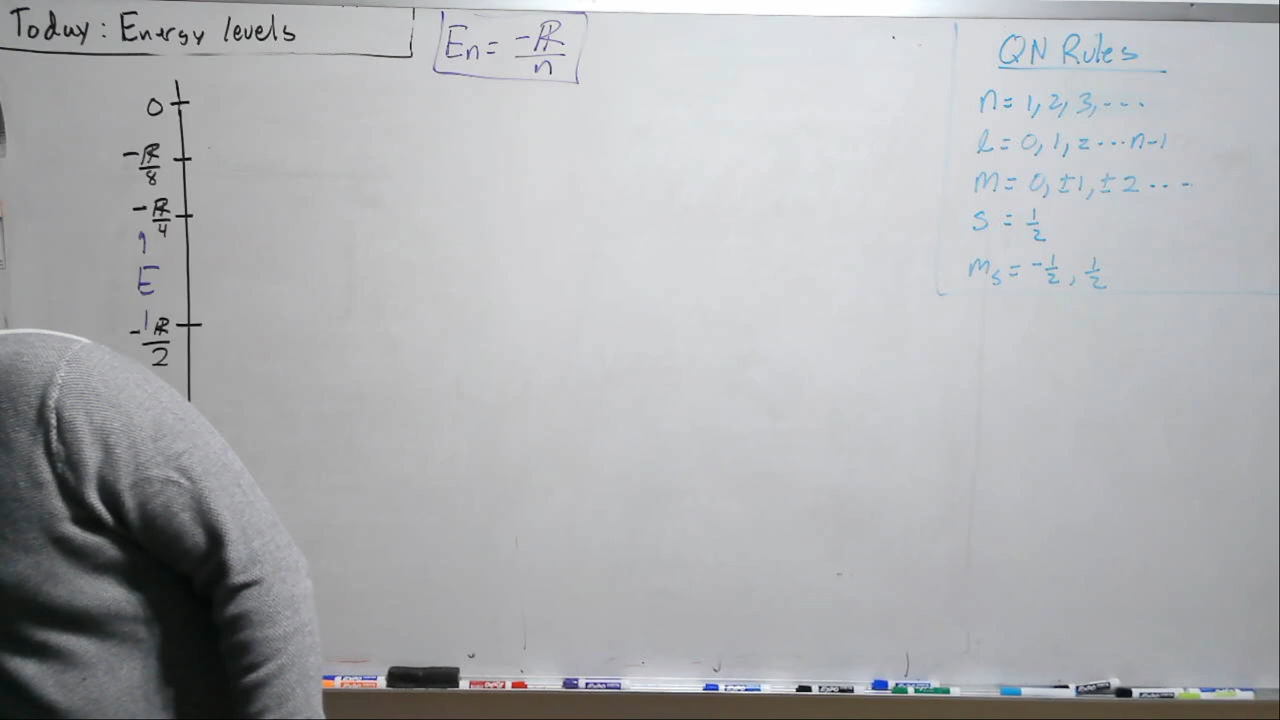 Today: Energy levels
En = -ℝ/n
0
-ℝ/8
-ℝ/4
↑
E
-ℝ/2
QN Rules
n = 1, 2, 3, ...
l = 0, 1, 2 ... n-1
m = 0, ±1, ±2 ...
s = 1/2
ms = -1/2, 1/2